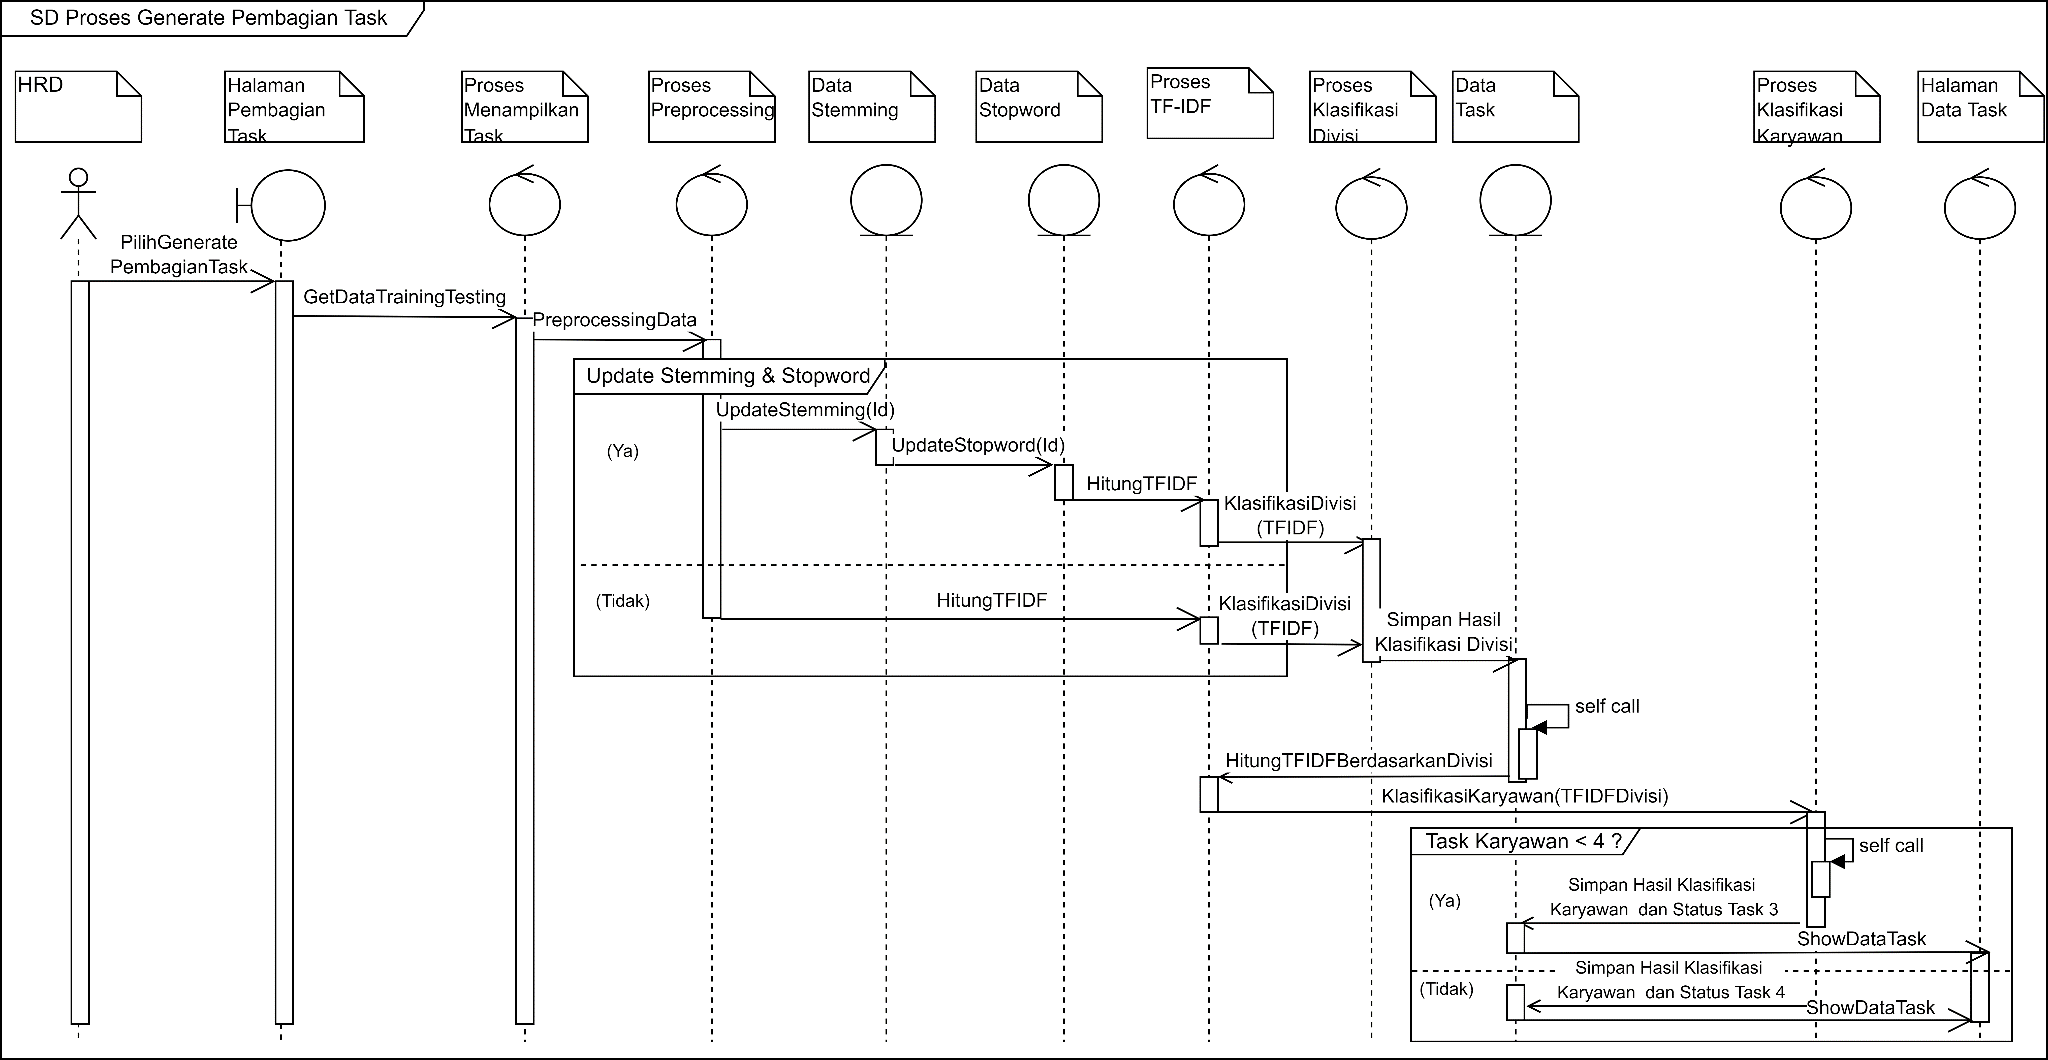 SD Proses Generate Pembagian Task
HRD
Halaman
Pembagian
Task
Proses
Menampilkan
Task
Proses
Preprocessing
Data
Stemming
Data
Stopword
Proses
TF-IDF
Proses
Klasifikasi
Divisi
Data
Task
Proses
Klasifikasi
Karyawan
Halaman
Data Task
PilihGenerate
PembagianTask
GetDataTrainingTesting
PreprocessingData
Update Stemming & Stopword
UpdateStemming(Id)
(Ya)
UpdateStopword(Id)
HitungTFIDF
KlasifikasiDivisi
(TFIDF)
(Tidak)
HitungTFIDF
KlasifikasiDivisi
(TFIDF)
Simpan Hasil
Klasifikasi Divisi
self call
HitungTFIDFBerdasarkanDivisi
KlasifikasiKaryawan(TFIDFDivisi)
Task Karyawan < 4 ?
self call
(Ya)
Simpan Hasil Klasifikasi
Karyawan dan Status Task 3
ShowDataTask
(Tidak)
Simpan Hasil Klasifikasi
Karyawan dan Status Task 4
ShowDataTask